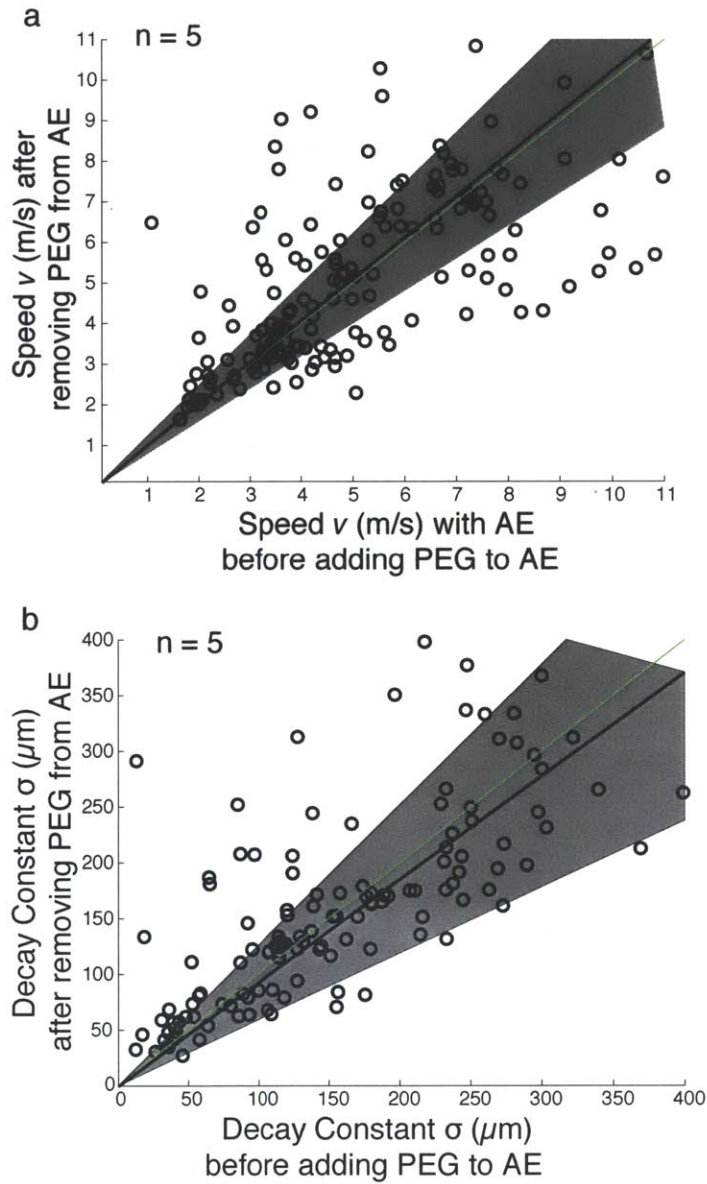 a
n = 5
Speed v (m/s) after
removing PEG from AE
11
10
9
8
7
6
5
4
3
2
1
1 2 3 4 5 6 7 8 9 10 11
Speed v (m/s) with AE
before adding PEG to AE
b
n = 5
Decay Constant σ (μm)
after removing PEG from AE
400
350
300
250
200
150
100
50
0
0 50 100 150 200 250 300 350 400
Decay Constant σ (μm)
before adding PEG to AE